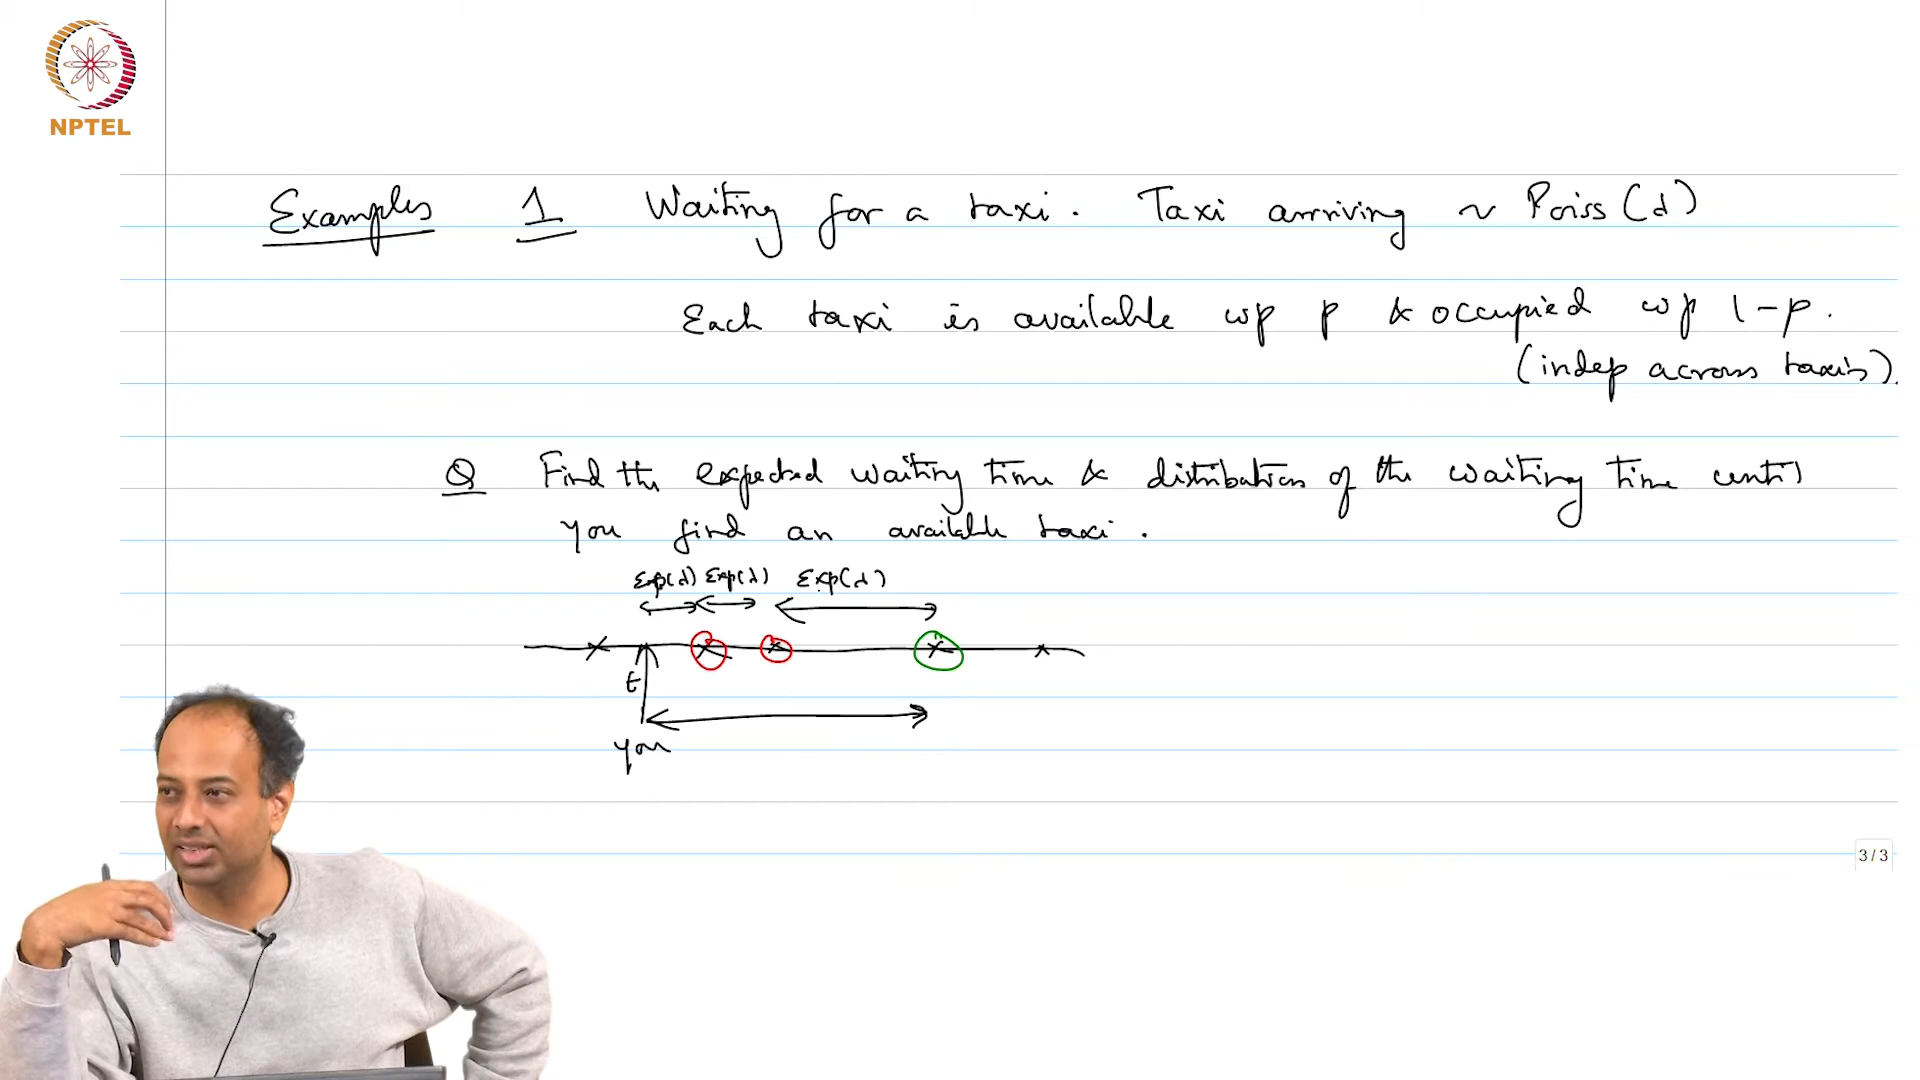 NPTEL
Examples 1 Waiting for a taxi. Taxi arriving ~ Poiss(λ)
Each taxi is available wp p & occupied wp 1-p.
(indep across taxis).
Q Find the expected waiting time & distribution of the waiting time until
you find an available taxi.
Exp(λ) Exp(λ) Exp(λ)
t
you
3 / 3